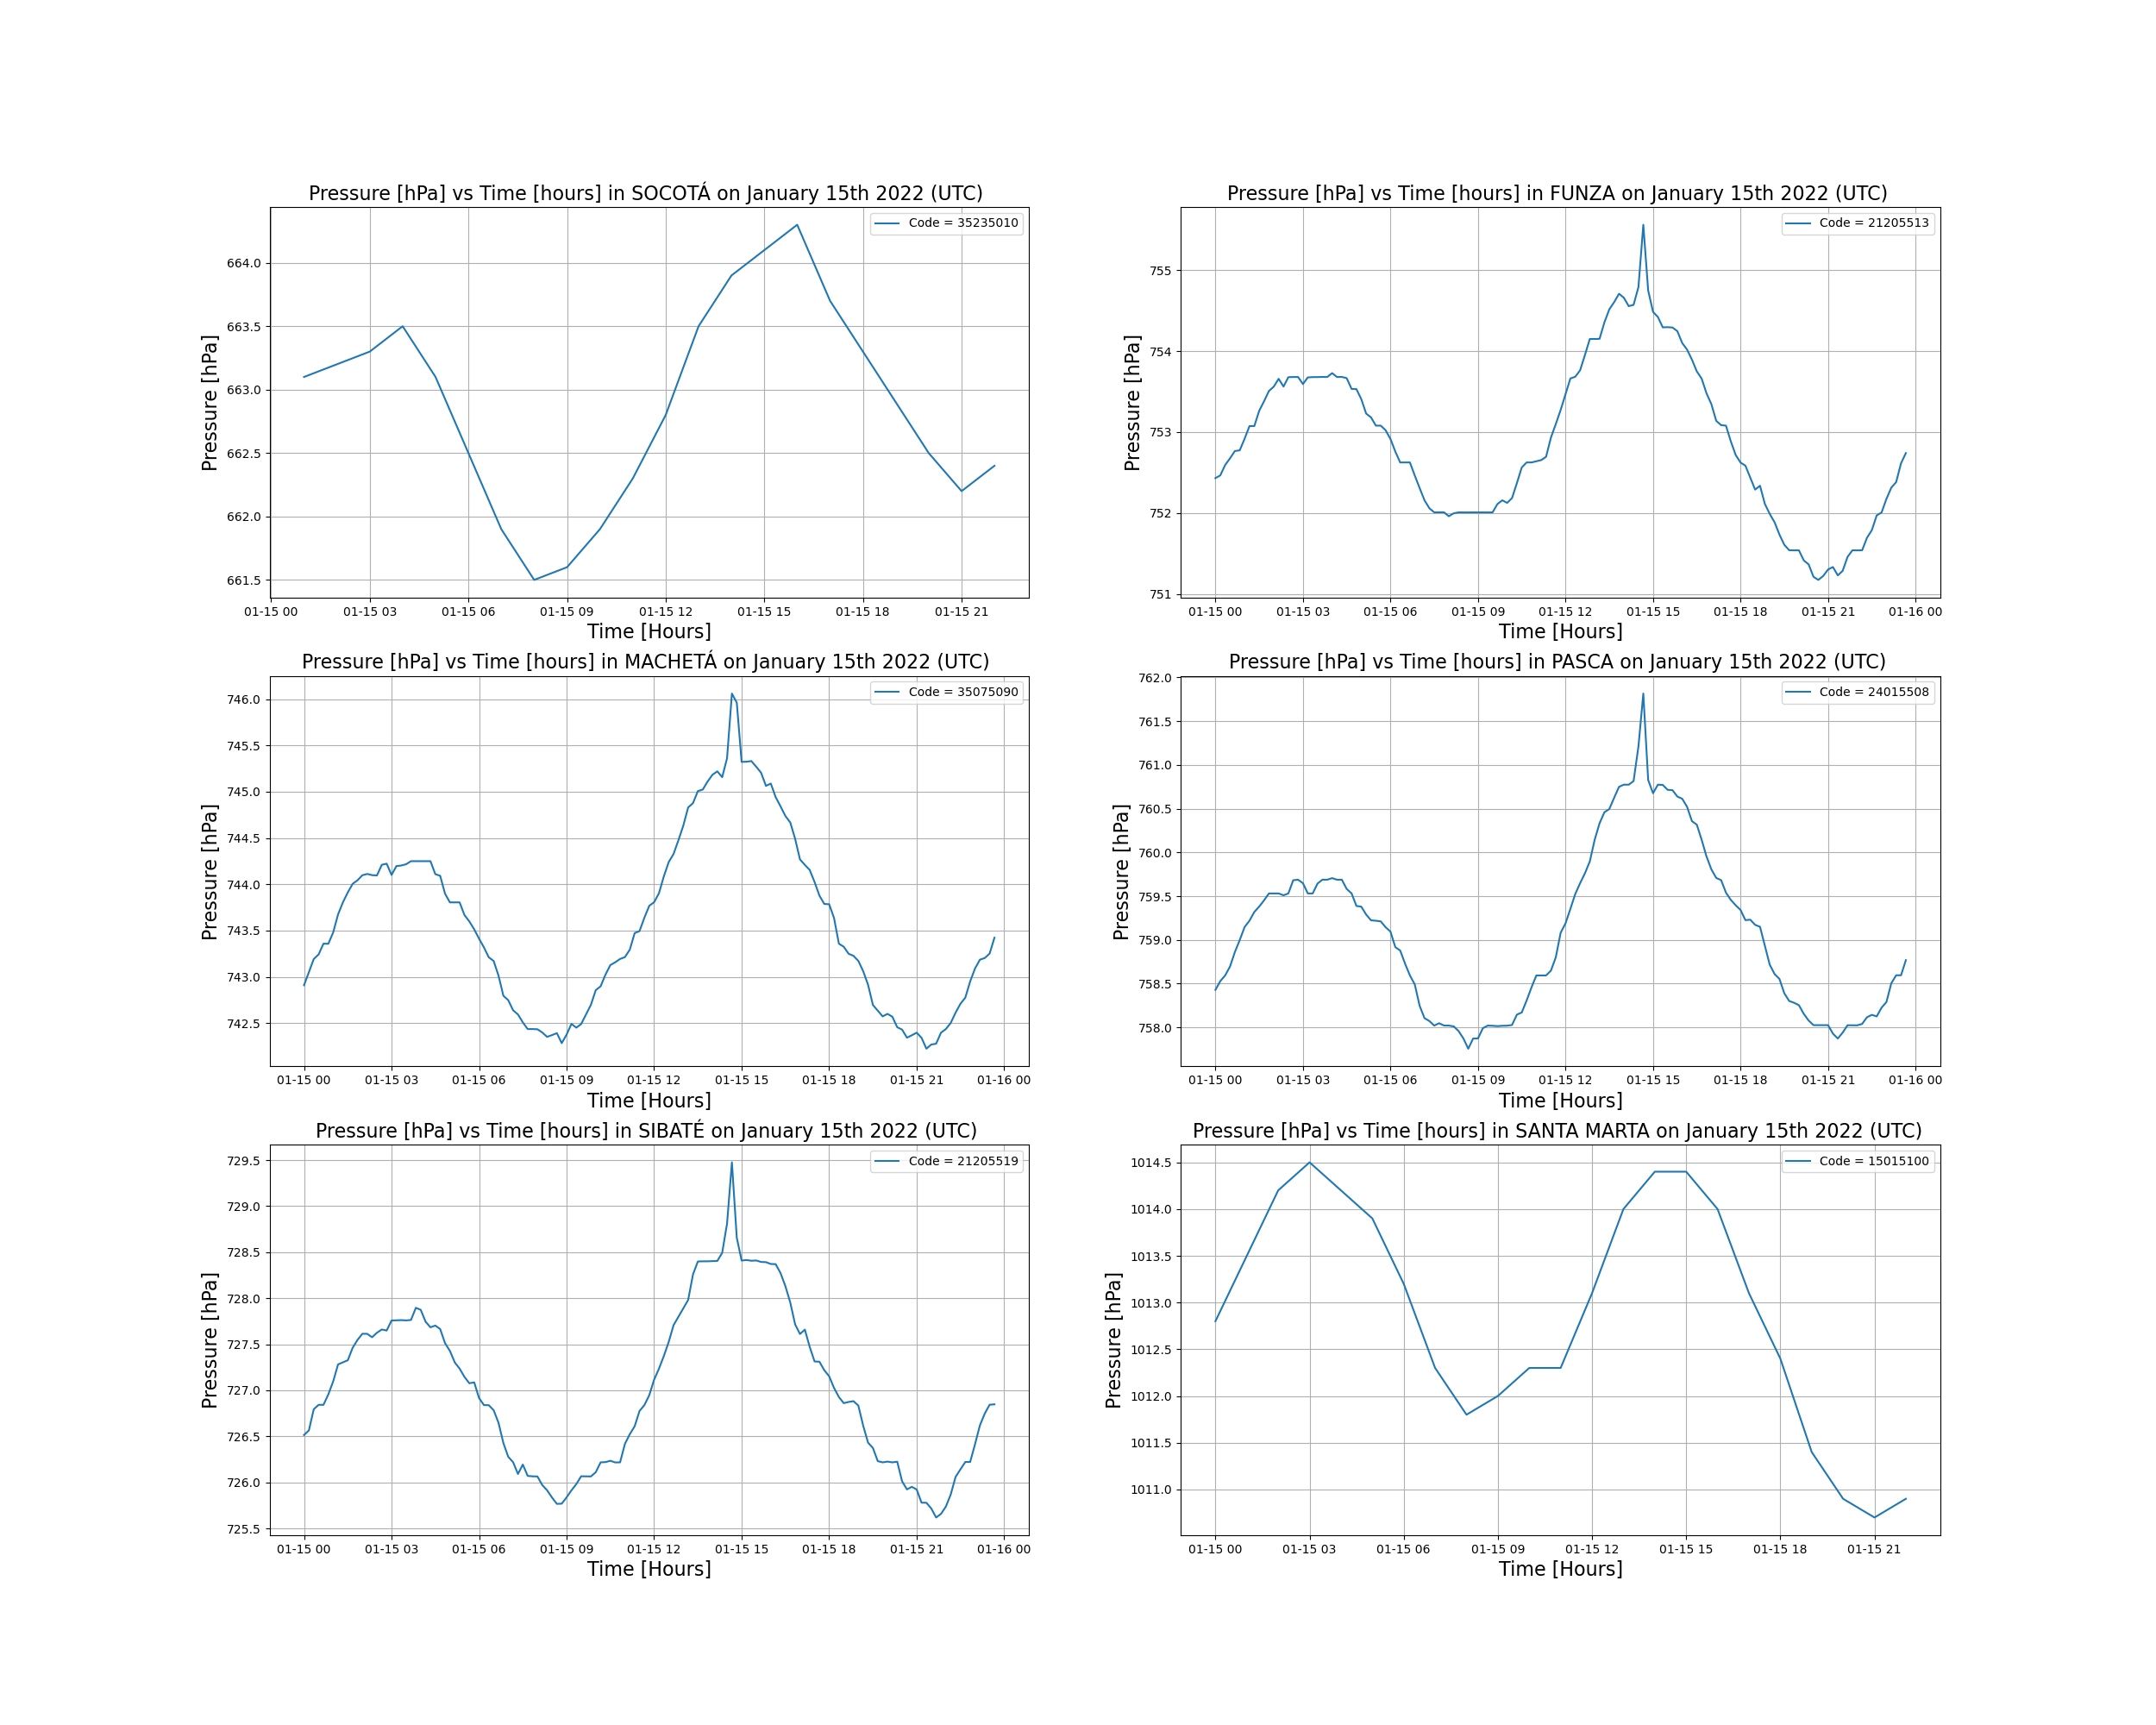 Pressure [hPa] vs Time [hours] in SOCOTÁ on January 15th 2022 (UTC)
Code = 35235010
Pressure [hPa]
664.0
663.5
663.0
662.5
662.0
661.5
01-15 00 01-15 03 01-15 06 01-15 09 01-15 12 01-15 15 01-15 18 01-15 21
Time [Hours]
Pressure [hPa] vs Time [hours] in FUNZA on January 15th 2022 (UTC)
Code = 21205513
Pressure [hPa]
755
754
753
752
751
01-15 00 01-15 03 01-15 06 01-15 09 01-15 12 01-15 15 01-15 18 01-15 21 01-16 00
Time [Hours]
Pressure [hPa] vs Time [hours] in MACHETÁ on January 15th 2022 (UTC)
Code = 35075090
Pressure [hPa]
746.0
745.5
745.0
744.5
744.0
743.5
743.0
742.5
01-15 00 01-15 03 01-15 06 01-15 09 01-15 12 01-15 15 01-15 18 01-15 21 01-16 00
Time [Hours]
Pressure [hPa] vs Time [hours] in PASCA on January 15th 2022 (UTC)
Code = 24015508
Pressure [hPa]
762.0
761.5
761.0
760.5
760.0
759.5
759.0
758.5
758.0
01-15 00 01-15 03 01-15 06 01-15 09 01-15 12 01-15 15 01-15 18 01-15 21 01-16 00
Time [Hours]
Pressure [hPa] vs Time [hours] in SIBATÉ on January 15th 2022 (UTC)
Code = 21205519
Pressure [hPa]
729.5
729.0
728.5
728.0
727.5
727.0
726.5
726.0
725.5
01-15 00 01-15 03 01-15 06 01-15 09 01-15 12 01-15 15 01-15 18 01-15 21 01-16 00
Time [Hours]
Pressure [hPa] vs Time [hours] in SANTA MARTA on January 15th 2022 (UTC)
Code = 15015100
Pressure [hPa]
1014.5
1014.0
1013.5
1013.0
1012.5
1012.0
1011.5
1011.0
01-15 00 01-15 03 01-15 06 01-15 09 01-15 12 01-15 15 01-15 18 01-15 21
Time [Hours]